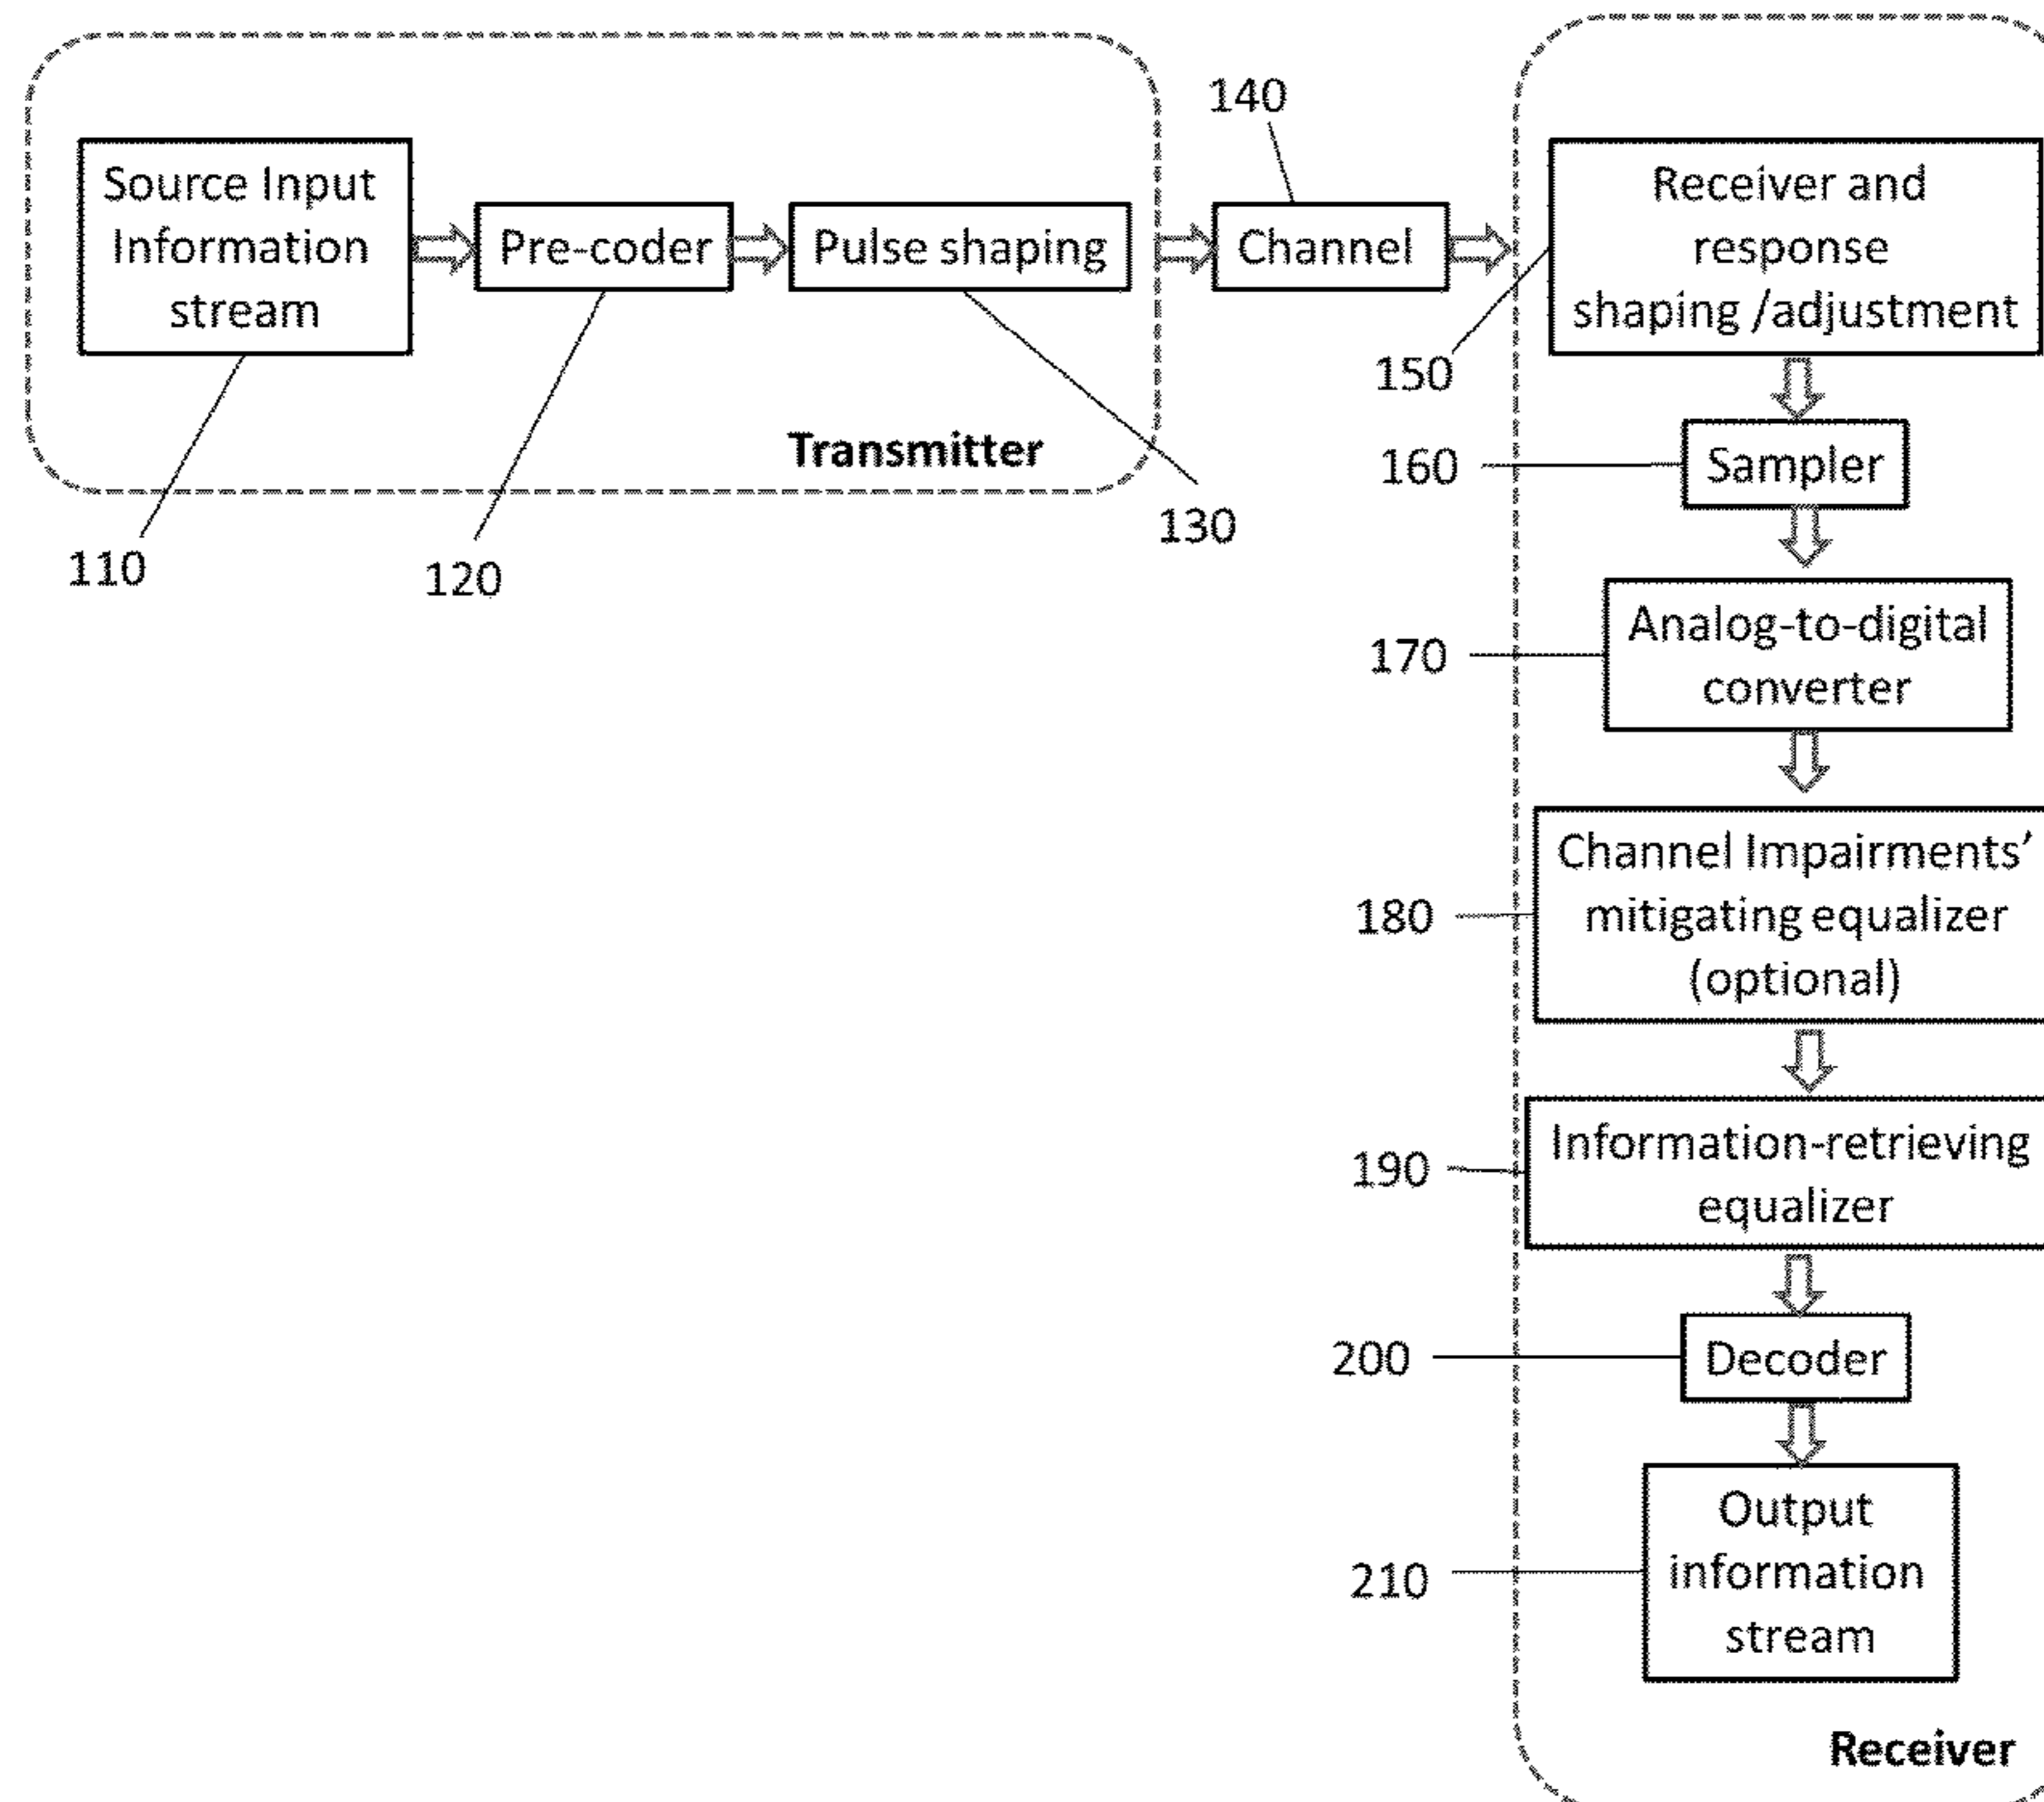 Source Input
Information
stream
Pre-coder
Pulse shaping
Transmitter
110
120
130
140
Channel
150
Receiver and
response
shaping /adjustment
160
Sampler
170
Analog-to-digital
converter
180
Channel Impairments'
mitigating equalizer
(optional)
190
Information-retrieving
equalizer
200
Decoder
210
Output
information
stream
Receiver